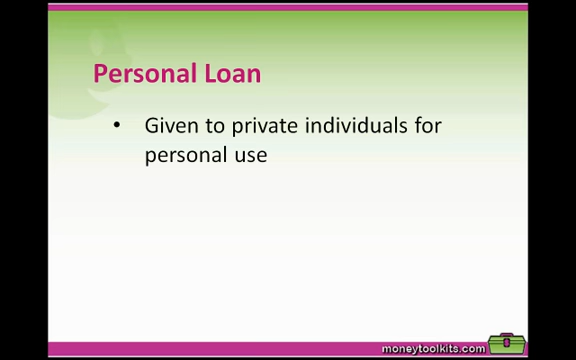 Personal Loan
• Given to private individuals for
personal use
moneytoolkits.com